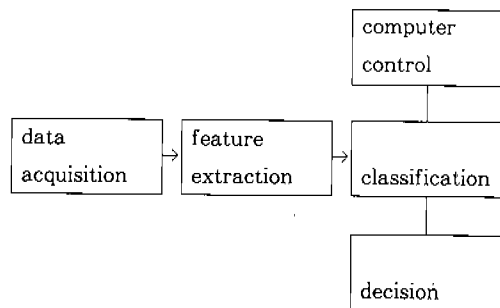 computer
control
data
acquisition
feature
extraction
classification
decision